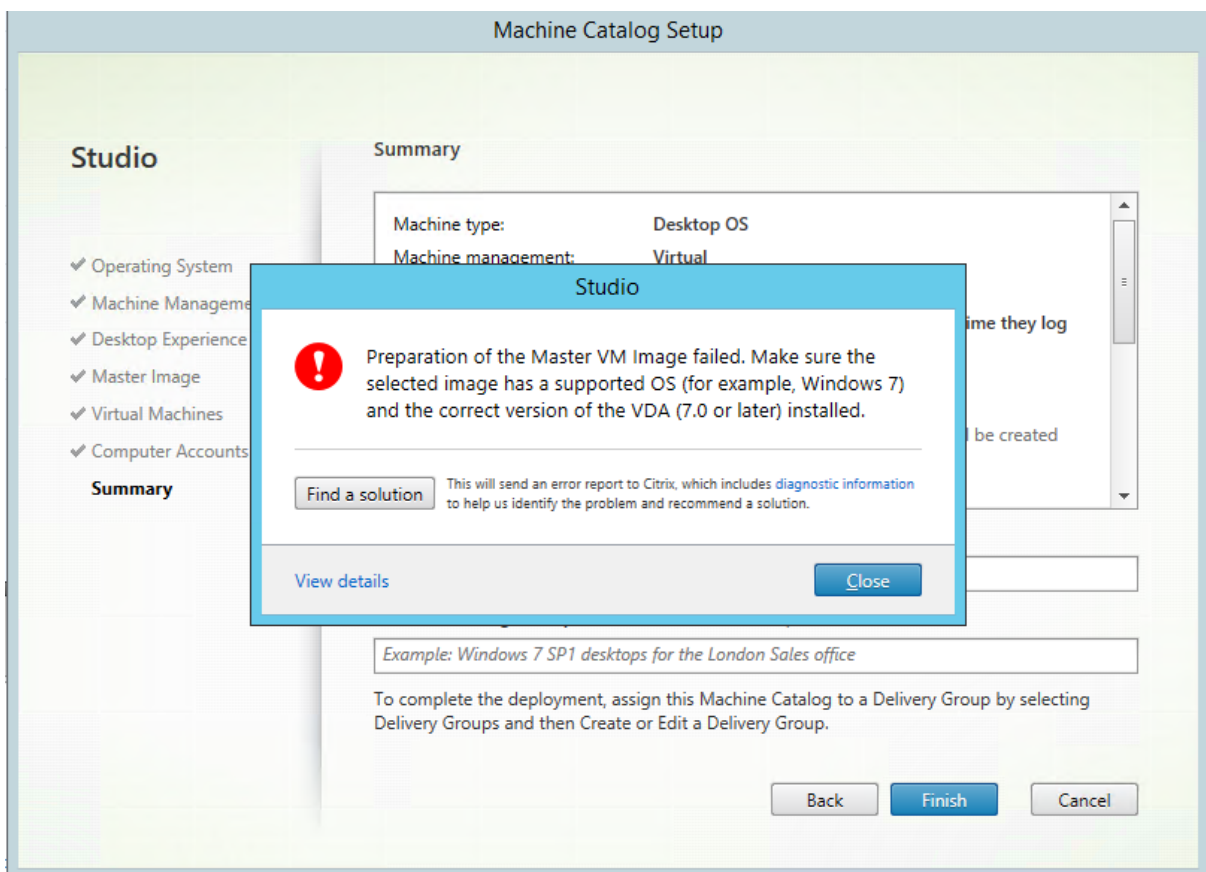 Machine Catalog Setup
Studio
✔ Operating System
✔ Machine Manageme
✔ Desktop Experience
✔ Master Image
✔ Virtual Machines
✔ Computer Accounts
Summary
Summary
Machine type: Desktop OS
Machine management: Virtual
ime they log
be created
Studio
Preparation of the Master VM Image failed. Make sure the
selected image has a supported OS (for example, Windows 7)
and the correct version of the VDA (7.0 or later) installed.
Find a solution
This will send an error report to Citrix, which includes diagnostic information
to help us identify the problem and recommend a solution.
View details
Close
Example: Windows 7 SP1 desktops for the London Sales office
To complete the deployment, assign this Machine Catalog to a Delivery Group by selecting
Delivery Groups and then Create or Edit a Delivery Group.
Back Finish Cancel